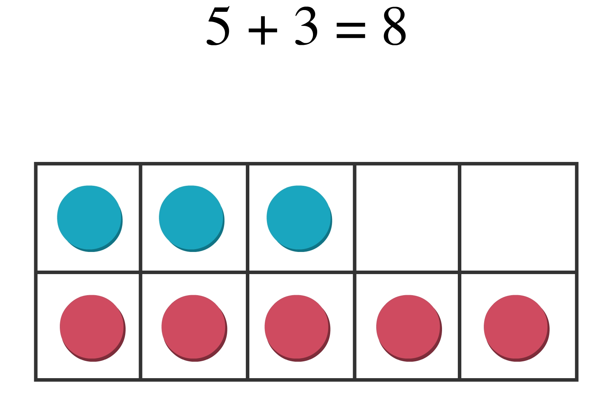 5 + 3 = 8